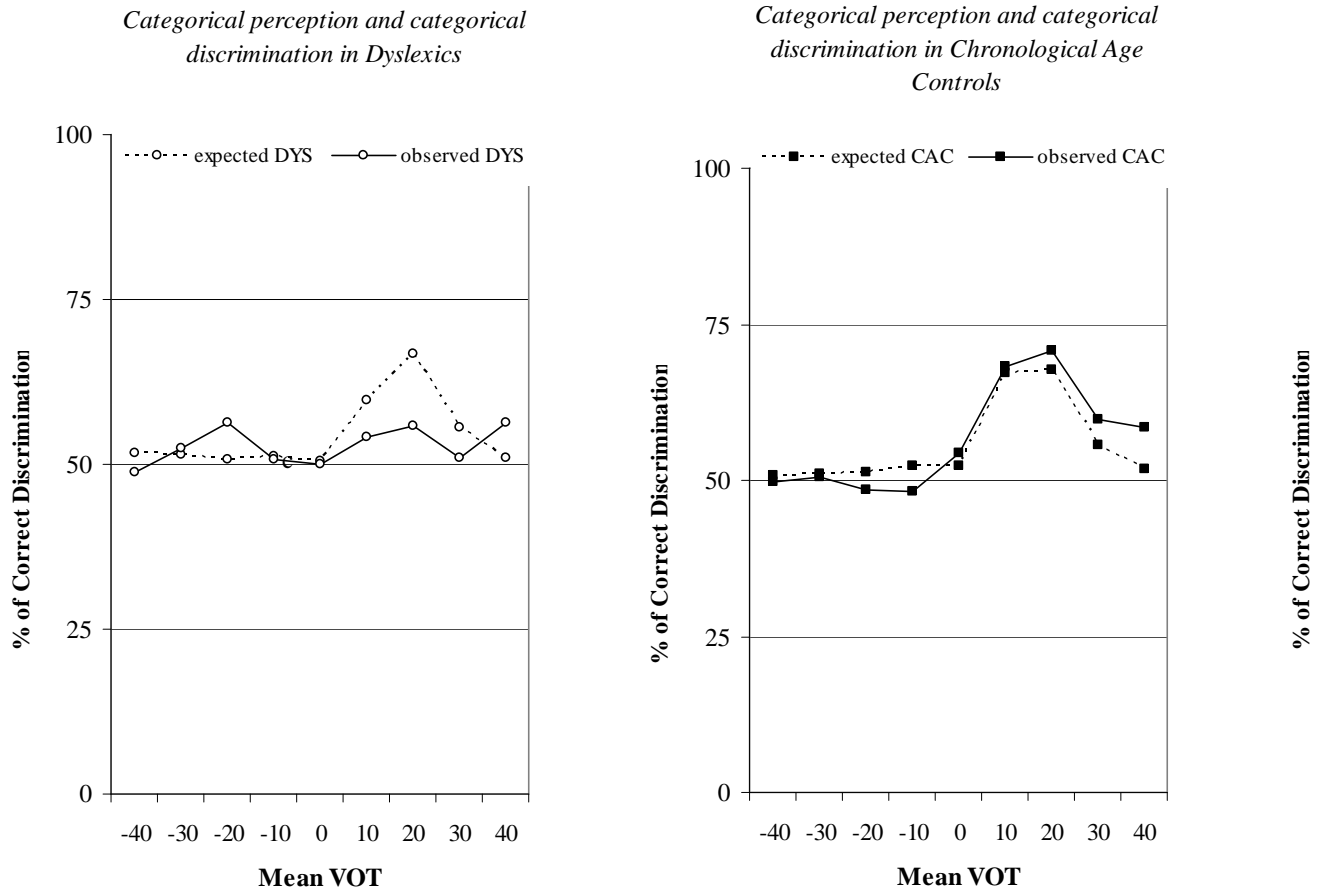 Categorical perception and categorical
discrimination in Dyslexics
100
expected DYS
observed DYS
75
50
25
0
-40 -30 -20 -10 0 10 20 30 40
Mean VOT
% of Correct Discrimination
Categorical perception and categorical
discrimination in Chronological Age
Controls
100
expected CAC
observed CAC
75
50
25
0
-40 -30 -20 -10 0 10 20 30 40
Mean VOT
% of Correct Discrimination
% of Correct Discrimination